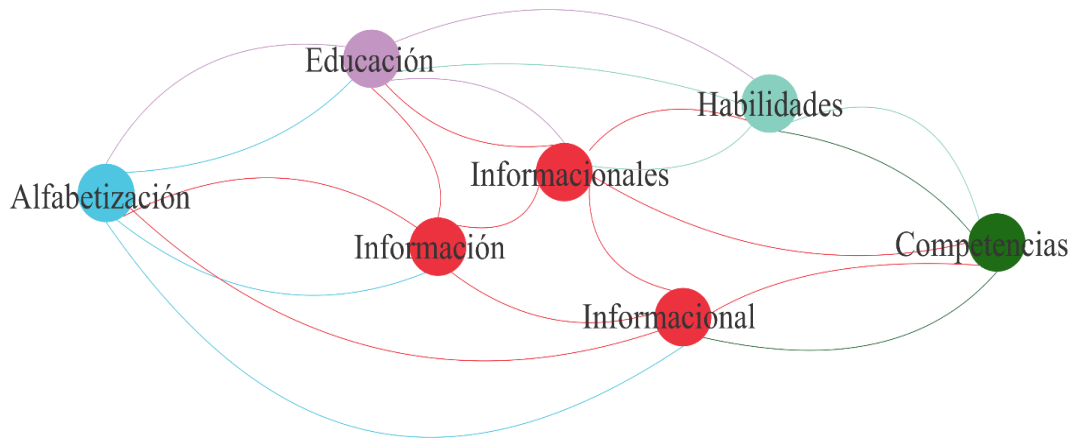 Educación
Habilidades
Informacionales
Alfabetización
Información
Competencias
Informacional